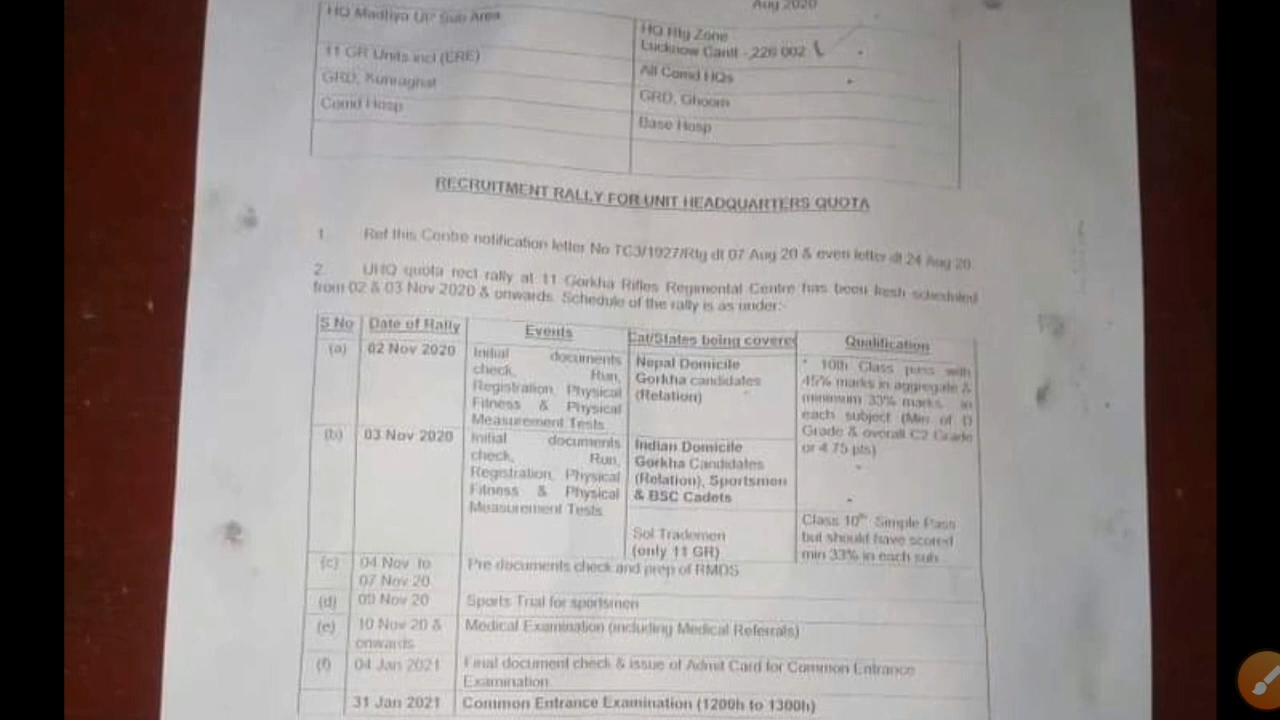 Aug 2020
HQ Madhya UP Sub Area
HQ Rtg Zone
Lucknow Cantt - 226 002
11 GR Units incl (ERE)
All Comd HQs
GRD, Kunraghat
GRD, Ghoom
Comd Hosp
Base Hosp
RECRUITMENT RALLY FOR UNIT HEADQUARTERS QUOTA
1. Ref this Centre notification letter No TC3/1927/Rtg dt 07 Aug 20 & even letter dt 24 Aug 20.
2. UHQ quota rect rally at 11 Gorkha Rifles Regimental Centre has been fresh scheduled
from 02 & 03 Nov 2020 & onwards. Schedule of the rally is as under:-
S No Date of Rally Events Cat/States being covered Qualification
(a) 02 Nov 2020
Initial documents
check, Run,
Registration, Physical
Fitness & Physical
Measurement Tests
Nepal Domicile
Gorkha candidates
(Relation)
10th Class pass with
45% marks in aggregate &
minimum 33% marks in
each subject (Min of D
Grade & overall C2 Grade
or 4.75 pts)
(b) 03 Nov 2020
Initial documents
check, Run,
Registration, Physical
Fitness & Physical
Measurement Tests
Indian Domicile
Gorkha Candidates
(Relation), Sportsmen
& BSC Cadets
Sol Trademen
(only 11 GR)
Class 10th Simple Pass
but should have scored
min 33% in each sub
(c) 04 Nov to
07 Nov 20
Pre documents check and prep of RMDS
(d) 09 Nov 20 Sports Trial for sportsmen
(e) 10 Nov 20 &
onwards
Medical Examination (including Medical Referrals)
(f) 04 Jan 2021 Final document check & issue of Admit Card for Common Entrance
Examination
31 Jan 2021 Common Entrance Examination (1200h to 1300h)